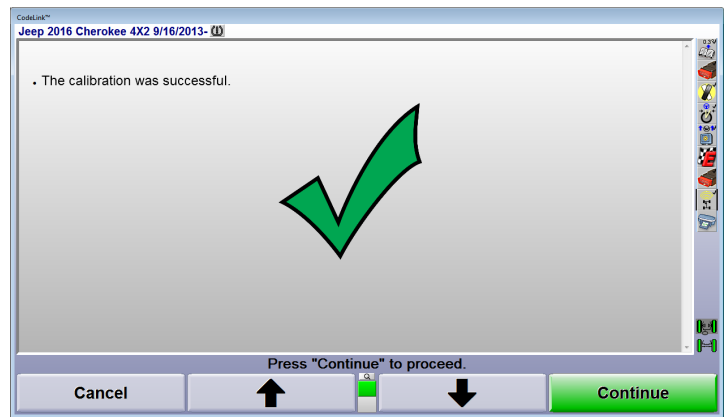 CodeLink™
Jeep 2016 Cherokee 4X2 9/16/2013-
• The calibration was successful.
Press "Continue" to proceed.
Cancel
Continue